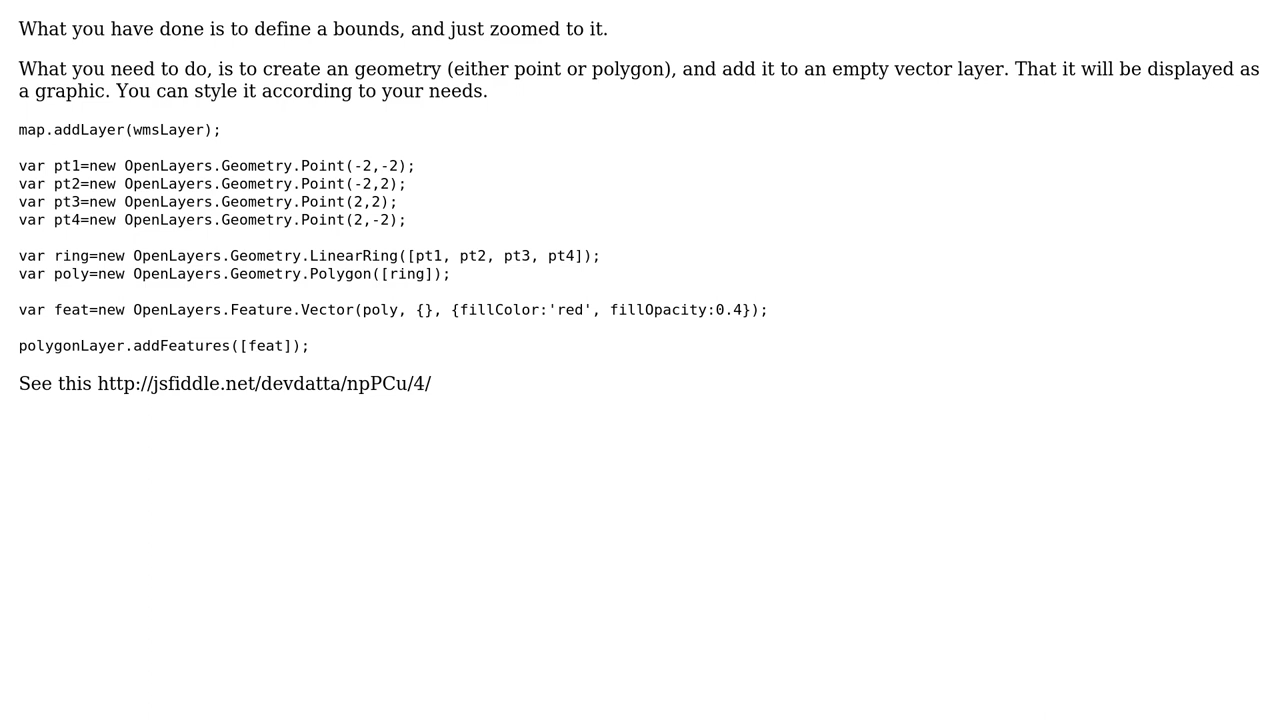 What you have done is to define a bounds, and just zoomed to it.
What you need to do, is to create an geometry (either point or polygon), and add it to an empty vector layer. That it will be displayed as
a graphic. You can style it according to your needs.
map.addLayer(wmsLayer);
var pt1=new OpenLayers.Geometry.Point(-2,-2);
var pt2=new OpenLayers.Geometry.Point(-2,2);
var pt3=new OpenLayers.Geometry.Point(2,2);
var pt4=new OpenLayers.Geometry.Point(2,-2);
var ring=new OpenLayers.Geometry.LinearRing([pt1, pt2, pt3, pt4]);
var poly=new OpenLayers.Geometry.Polygon([ring]);
var feat=new OpenLayers.Feature.Vector(poly, {}, {fillColor:'red', fillOpacity:0.4});
polygonLayer.addFeatures([feat]);
See this http://jsfiddle.net/devdatta/npPCu/4/